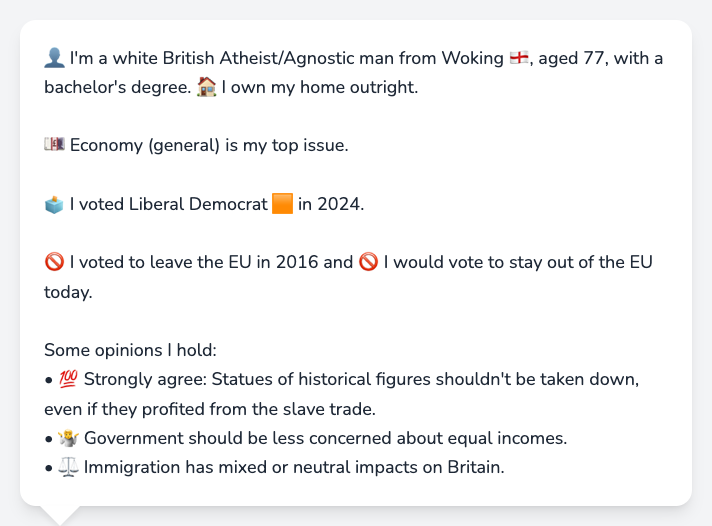 👤 I'm a white British Atheist/Agnostic man from Woking 🏴󠁧󠁢󠁥󠁮󠁧󠁿, aged 77, with a
bachelor's degree. 🏠 I own my home outright.
💷 Economy (general) is my top issue.
🗳️ I voted Liberal Democrat 🟧 in 2024.
🚫 I voted to leave the EU in 2016 and 🚫 I would vote to stay out of the EU
today.
Some opinions I hold:
• 💯 Strongly agree: Statues of historical figures shouldn't be taken down,
even if they profited from the slave trade.
• 🤷 Government should be less concerned about equal incomes.
• ⚖️ Immigration has mixed or neutral impacts on Britain.